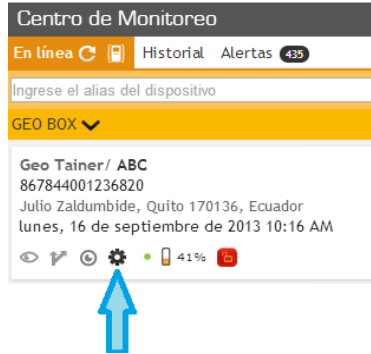 Centro de Monitoreo
En línea Historial Alertas 435
Ingrese el alias del dispositivo
GEO BOX
Geo Tainer/ ABC
867844001236820
Julio Zaldumbide, Quito 170136, Ecuador
lunes, 16 de septiembre de 2013 10:16 AM
41%